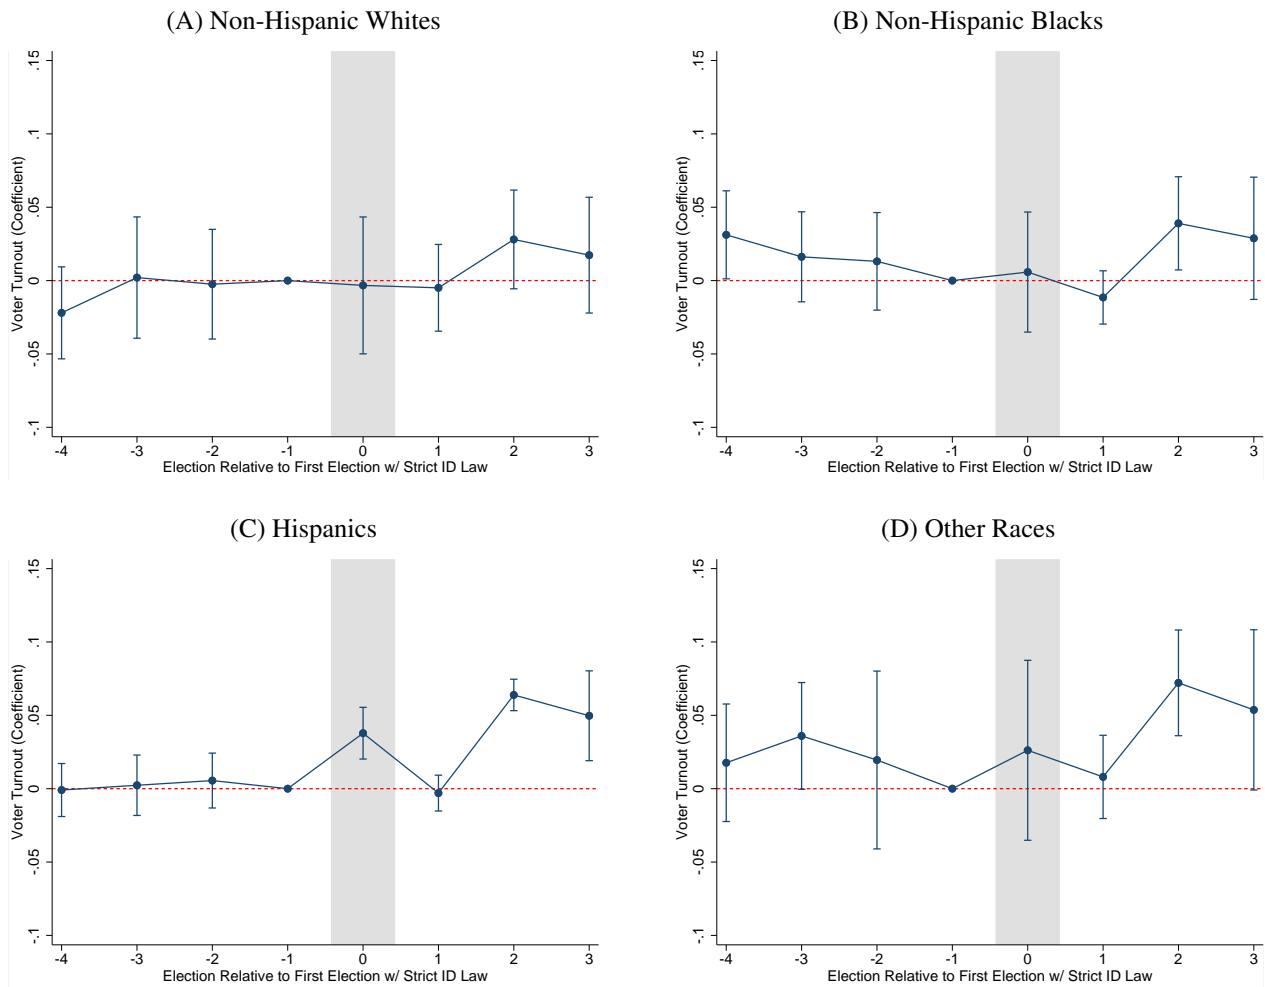 (A) Non-Hispanic Whites
Voter Turnout (Coefficient)
.15
.1
.05
0
-.05
-.1
-4 -3 -2 -1 0 1 2 3
Election Relative to First Election w/ Strict ID Law
(B) Non-Hispanic Blacks
Voter Turnout (Coefficient)
.15
.1
.05
0
-.05
-.1
-4 -3 -2 -1 0 1 2 3
Election Relative to First Election w/ Strict ID Law
(C) Hispanics
Voter Turnout (Coefficient)
.15
.1
.05
0
-.05
-.1
-4 -3 -2 -1 0 1 2 3
Election Relative to First Election w/ Strict ID Law
(D) Other Races
Voter Turnout (Coefficient)
.15
.1
.05
0
-.05
-.1
-4 -3 -2 -1 0 1 2 3
Election Relative to First Election w/ Strict ID Law